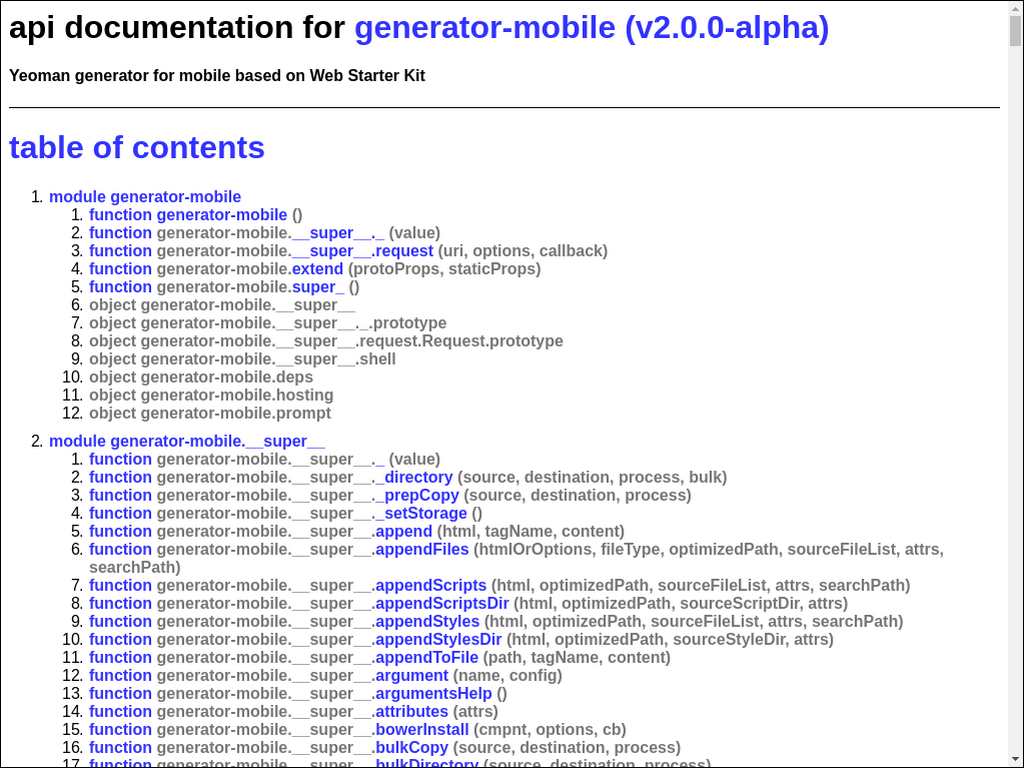 api documentation for generator-mobile (v2.0.0-alpha)
Yeoman generator for mobile based on Web Starter Kit
table of contents
1. module generator-mobile
1. function generator-mobile ()
2. function generator-mobile.__super__._ (value)
3. function generator-mobile.__super__.request (uri, options, callback)
4. function generator-mobile.extend (protoProps, staticProps)
5. function generator-mobile.super_ ()
6. object generator-mobile.__super__
7. object generator-mobile.__super__._.prototype
8. object generator-mobile.__super__.request.Request.prototype
9. object generator-mobile.__super__.shell
10. object generator-mobile.deps
11. object generator-mobile.hosting
12. object generator-mobile.prompt
2. module generator-mobile.__super__
1. function generator-mobile.__super__._ (value)
2. function generator-mobile.__super__._directory (source, destination, process, bulk)
3. function generator-mobile.__super__._prepCopy (source, destination, process)
4. function generator-mobile.__super__._setStorage ()
5. function generator-mobile.__super__.append (html, tagName, content)
6. function generator-mobile.__super__.appendFiles (htmlOrOptions, fileType, optimizedPath, sourceFileList, attrs,
searchPath)
7. function generator-mobile.__super__.appendScripts (html, optimizedPath, sourceFileList, attrs, searchPath)
8. function generator-mobile.__super__.appendScriptsDir (html, optimizedPath, sourceScriptDir, attrs)
9. function generator-mobile.__super__.appendStyles (html, optimizedPath, sourceFileList, attrs, searchPath)
10. function generator-mobile.__super__.appendStylesDir (html, optimizedPath, sourceStyleDir, attrs)
11. function generator-mobile.__super__.appendToFile (path, tagName, content)
12. function generator-mobile.__super__.argument (name, config)
13. function generator-mobile.__super__.argumentsHelp ()
14. function generator-mobile.__super__.attributes (attrs)
15. function generator-mobile.__super__.bowerInstall (cmpnt, options, cb)
16. function generator-mobile.__super__.bulkCopy (source, destination, process)
17. function generator-mobile.__super__.bulkDirectory (source, destination, process)